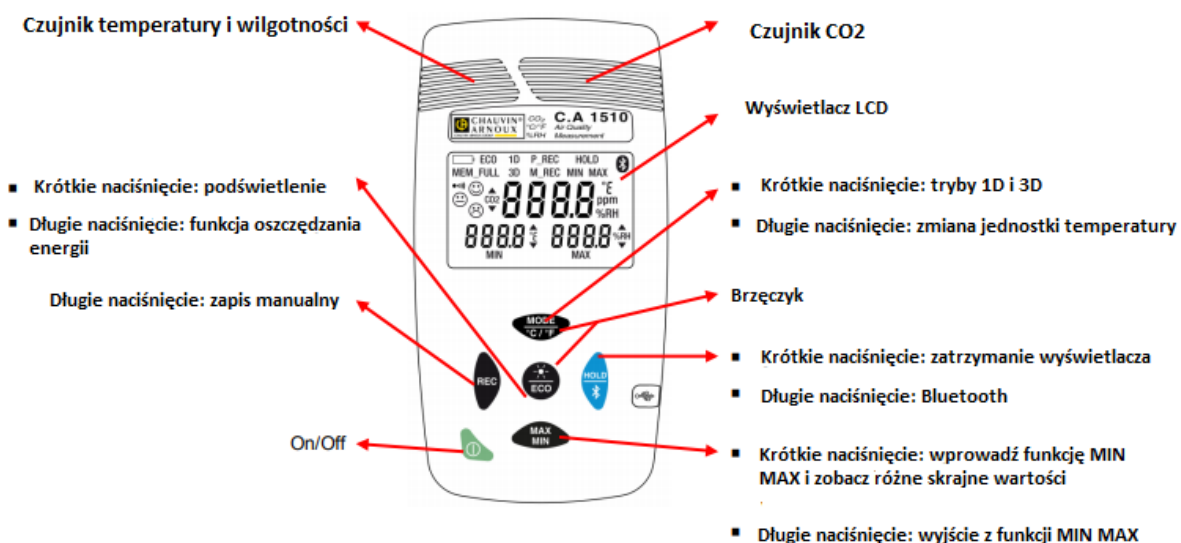 Czujnik temperatury i wilgotności
Czujnik CO2
CHAUVIN®
ARNOUX
CO₂
°C/°F
%RH
C.A 1510
Air Quality
Measurement
Wyświetlacz LCD
ECO 1D P_REC HOLD
MEM_FULL 3D M_REC MIN MAX
CO2
888.8
ppm
%RH
888.8
888.8
%RH
MIN
MAX
▪ Krótkie naciśnięcie: podświetlenie
▪ Długie naciśnięcie: funkcja oszczędzania
energii
Długie naciśnięcie: zapis manualny
On/Off
▪ Krótkie naciśnięcie: tryby 1D i 3D
▪ Długie naciśnięcie: zmiana jednostki temperatury
Brzęczyk
▪ Krótkie naciśnięcie: zatrzymanie wyświetlacza
▪ Długie naciśnięcie: Bluetooth
▪ Krótkie naciśnięcie: wprowadź funkcję MIN
MAX i zobacz różne skrajne wartości
▪ Długie naciśnięcie: wyjście z funkcji MIN MAX
MODE
°C / °F
REC
ECO
HOLD
MAX
MIN